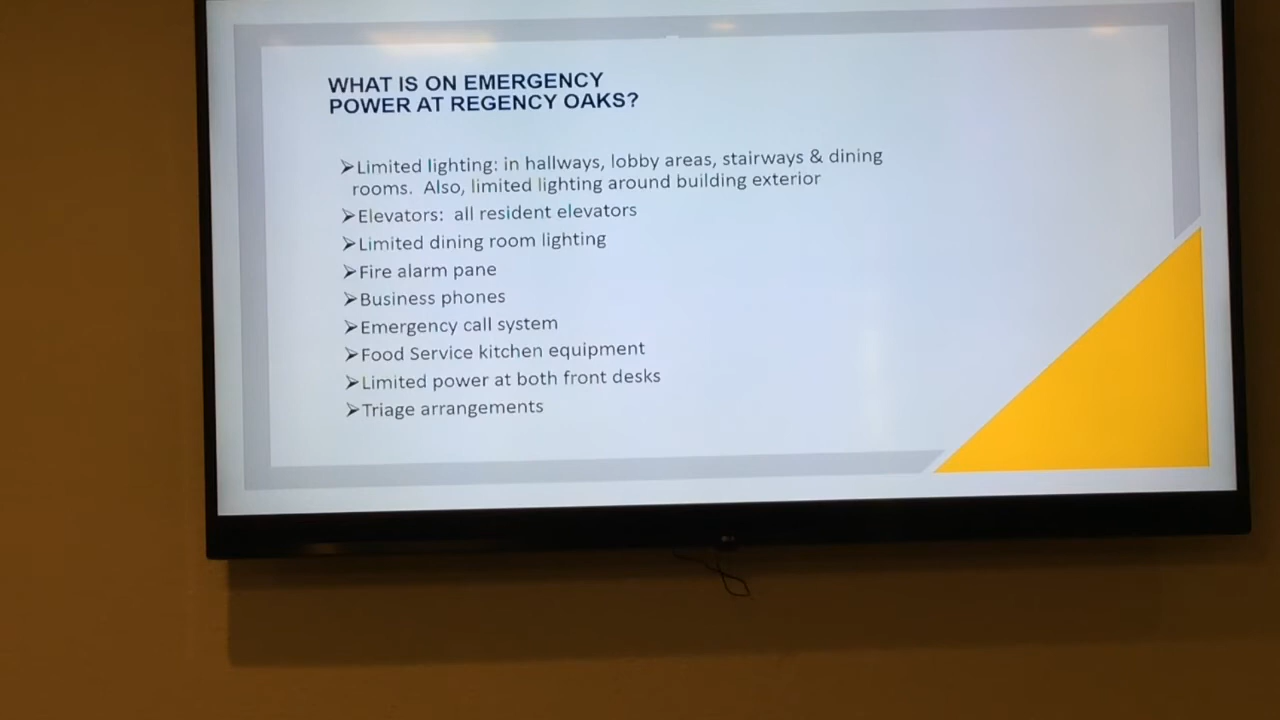 WHAT IS ON EMERGENCY
POWER AT REGENCY OAKS?
➢Limited lighting: in hallways, lobby areas, stairways & dining
rooms. Also, limited lighting around building exterior
➢Elevators: all resident elevators
➢Limited dining room lighting
➢Fire alarm pane
➢Business phones
➢Emergency call system
➢Food Service kitchen equipment
➢Limited power at both front desks
➢Triage arrangements